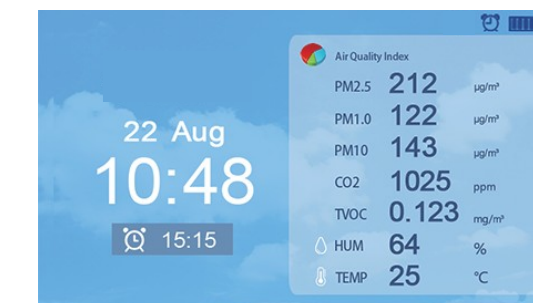 22 Aug
10:48
15:15
Air Quality Index
PM2.5 212 µg/m³
PM1.0 122 µg/m³
PM10 143 µg/m³
CO2 1025 ppm
TVOC 0.123 mg/m³
HUM 64 %
TEMP 25 °C